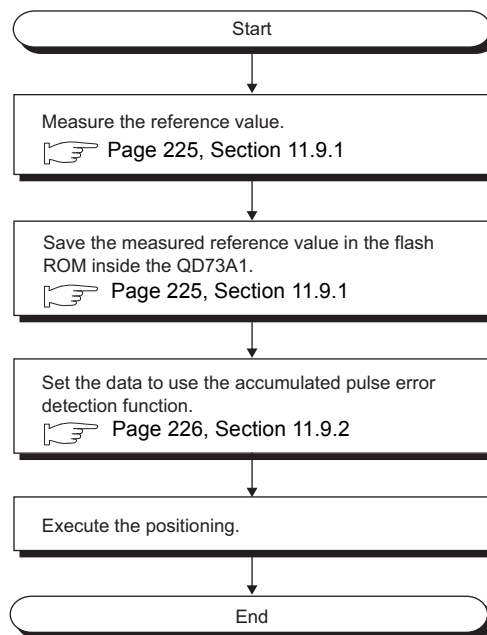 Start
Measure the reference value.
Page 225, Section 11.9.1
Save the measured reference value in the flash
ROM inside the QD73A1.
Page 225, Section 11.9.1
Set the data to use the accumulated pulse error
detection function.
Page 226, Section 11.9.2
Execute the positioning.
End